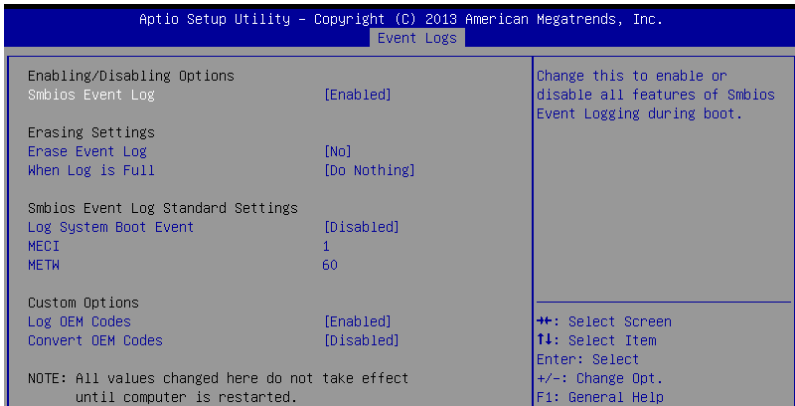 Aptio Setup Utility – Copyright (C) 2013 American Megatrends, Inc.
Event Logs
Enabling/Disabling Options
Smbios Event Log [Enabled]
Erasing Settings
Erase Event Log [No]
When Log is Full [Do Nothing]
Smbios Event Log Standard Settings
Log System Boot Event [Disabled]
MECI 1
METW 60
Custom Options
Log OEM Codes [Enabled]
Convert OEM Codes [Disabled]
NOTE: All values changed here do not take effect
until computer is restarted.
Change this to enable or
disable all features of Smbios
Event Logging during boot.
→←: Select Screen
↑↓: Select Item
Enter: Select
+/-: Change Opt.
F1: General Help